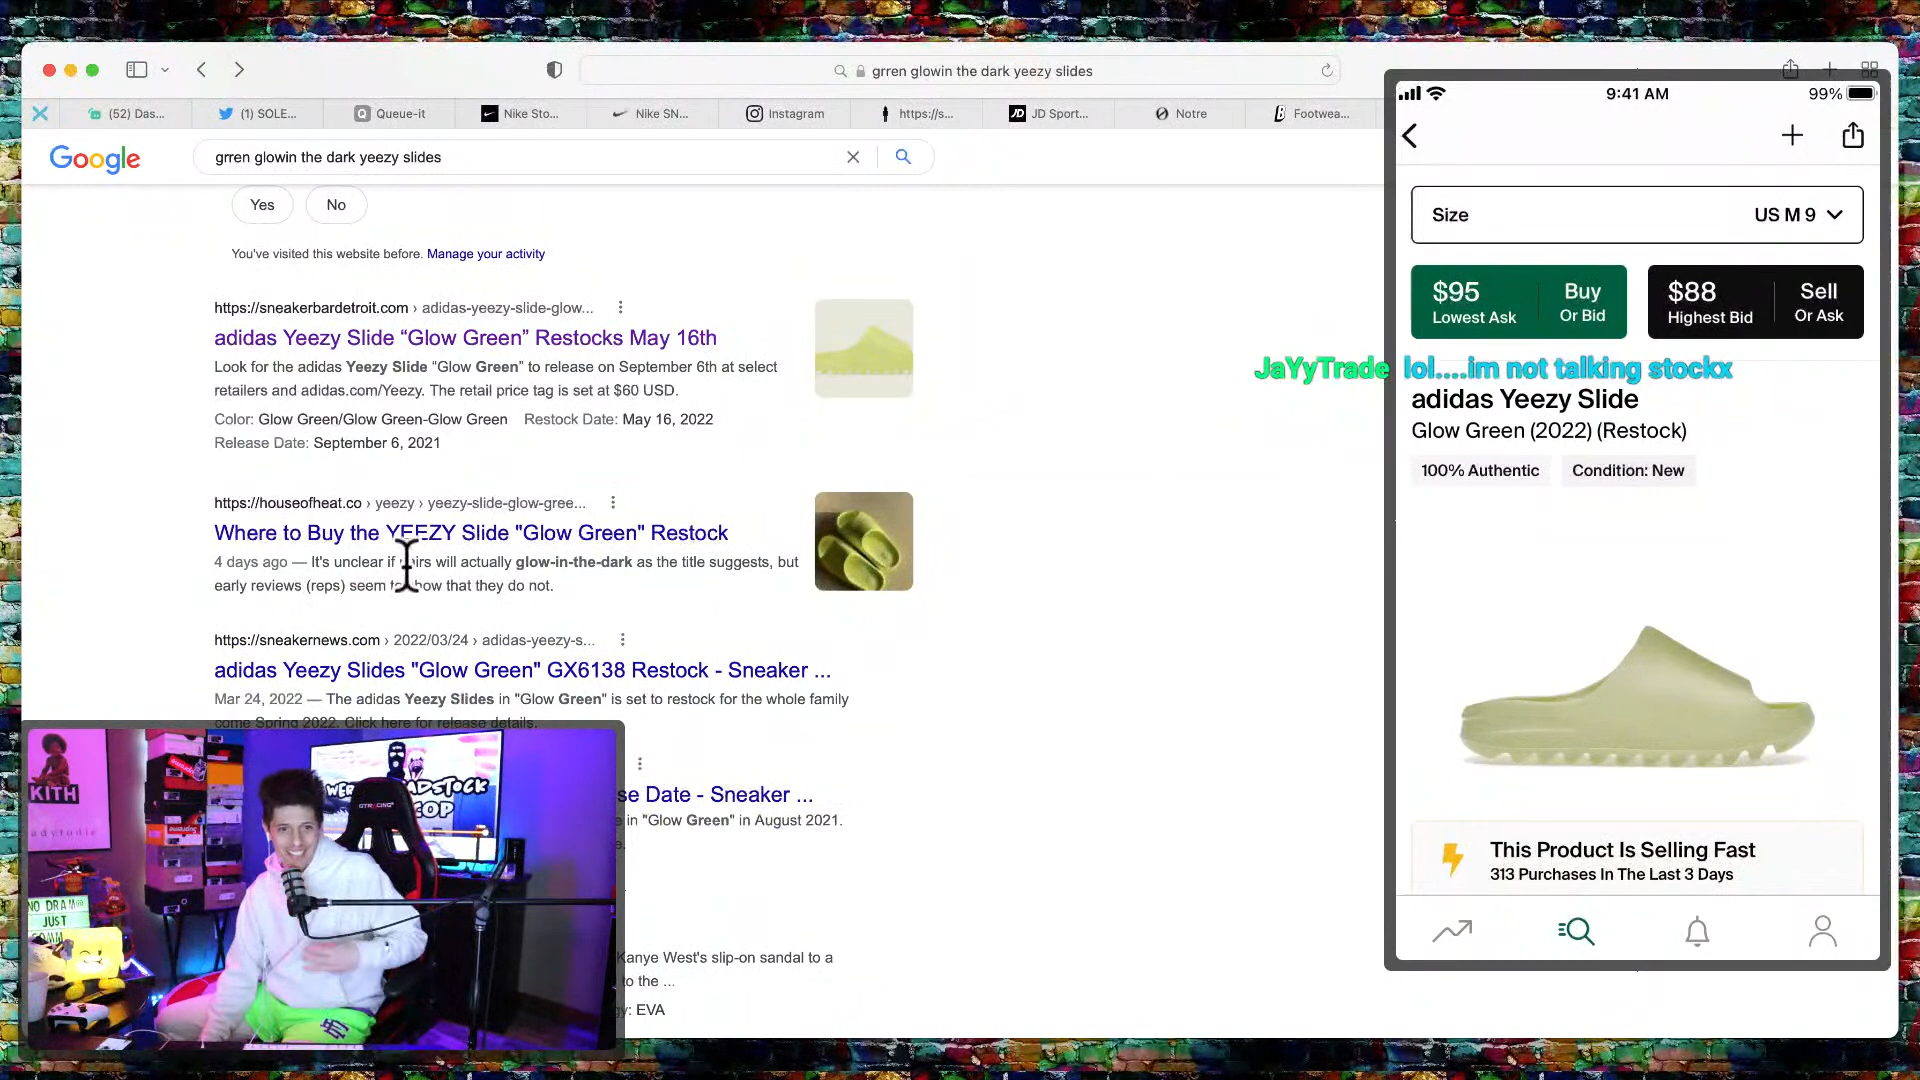 grren glowin the dark yeezy slides
(52) Das...
(1) SOLE...
Queue-it
Nike Sto...
Nike SN...
Instagram
https://s...
JD Sport...
Notre
Footwea...
Google
grren glowin the dark yeezy slides
Yes
No
You've visited this website before. Manage your activity
https://sneakerbardetroit.com › adidas-yeezy-slide-glow...
adidas Yeezy Slide “Glow Green” Restocks May 16th
Look for the adidas Yeezy Slide “Glow Green” to release on September 6th at select
retailers and adidas.com/Yeezy. The retail price tag is set at $60 USD.
Color: Glow Green/Glow Green-Glow Green Restock Date: May 16, 2022
Release Date: September 6, 2021
https://houseofheat.co › yeezy › yeezy-slide-glow-gree...
Where to Buy the YEEZY Slide "Glow Green" Restock
4 days ago — It's unclear if will actually glow-in-the-dark as the title suggests, but
early reviews (reps) seem that they do not.
https://sneakernews.com › 2022/03/24 › adidas-yeezy-s...
adidas Yeezy Slides "Glow Green" GX6138 Restock - Sneaker ...
Mar 24, 2022 — The adidas Yeezy Slides in "Glow Green" is set to restock for the whole family
come Spring 2022. Click here for release details.
se Date - Sneaker ...
in "Glow Green" in August 2021.
Kanye West's slip-on sandal to a
to the ...
gy: EVA
9:41 AM
99%
Size
US M 9
$95
Lowest Ask
Buy
Or Bid
$88
Highest Bid
Sell
Or Ask
JaYyTrade lol....im not talking stockx
adidas Yeezy Slide
Glow Green (2022) (Restock)
100% Authentic
Condition: New
This Product Is Selling Fast
313 Purchases In The Last 3 Days
KITH
GTRACING
NO DRAMA
JUST